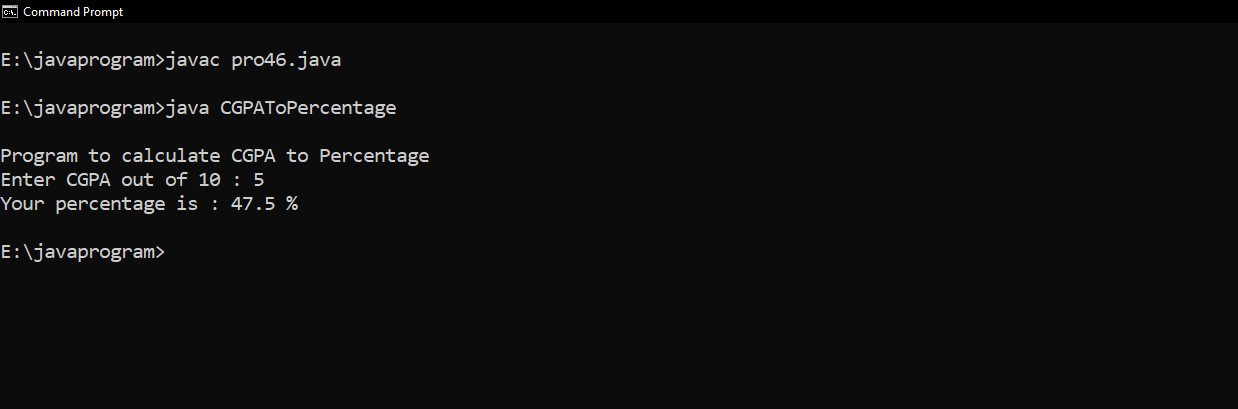 Command Prompt
E:\javaprogram>javac pro46.java
E:\javaprogram>java CGPAToPercentage
Program to calculate CGPA to Percentage
Enter CGPA out of 10 : 5
Your percentage is : 47.5 %
E:\javaprogram>